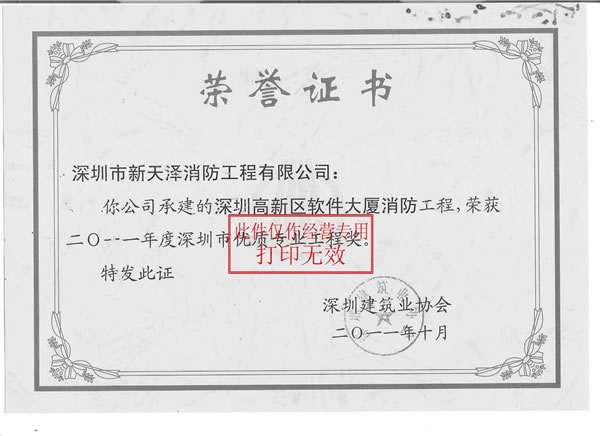 荣誉证书
深圳市新天泽消防工程有限公司：
你公司承建的深圳高新区软件大厦消防工程，荣获
二〇一一年度深圳市优质专业工程奖。
此件仅作经营专用
打印无效
特发此证
深圳建筑业协会
二〇一一年十月